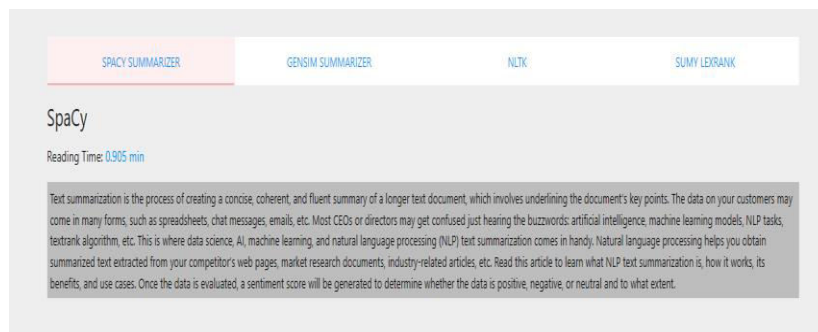 SPACY SUMMARIZER GENSIM SUMMARIZER NLTK SUMY LEXRANK
SpaCy
Reading Time: 0.905 min
Text summarization is the process of creating a concise, coherent, and fluent summary of a longer text document, which involves underlining the document's key points. The data on your customers may
come in many forms, such as spreadsheets, chat messages, emails, etc. Most CEOs or directors may get confused just hearing the buzzwords: artificial intelligence, machine learning models, NLP tasks,
textrank algorithm, etc. This is where data science, AI, machine learning, and natural language processing (NLP) text summarization comes in handy. Natural language processing helps you obtain
summarized text extracted from your competitor's web pages, market research documents, industry-related articles, etc. Read this article to learn what NLP text summarization is, how it works, its
benefits, and use cases. Once the data is evaluated, a sentiment score will be generated to determine whether the data is positive, negative, or neutral and to what extent.